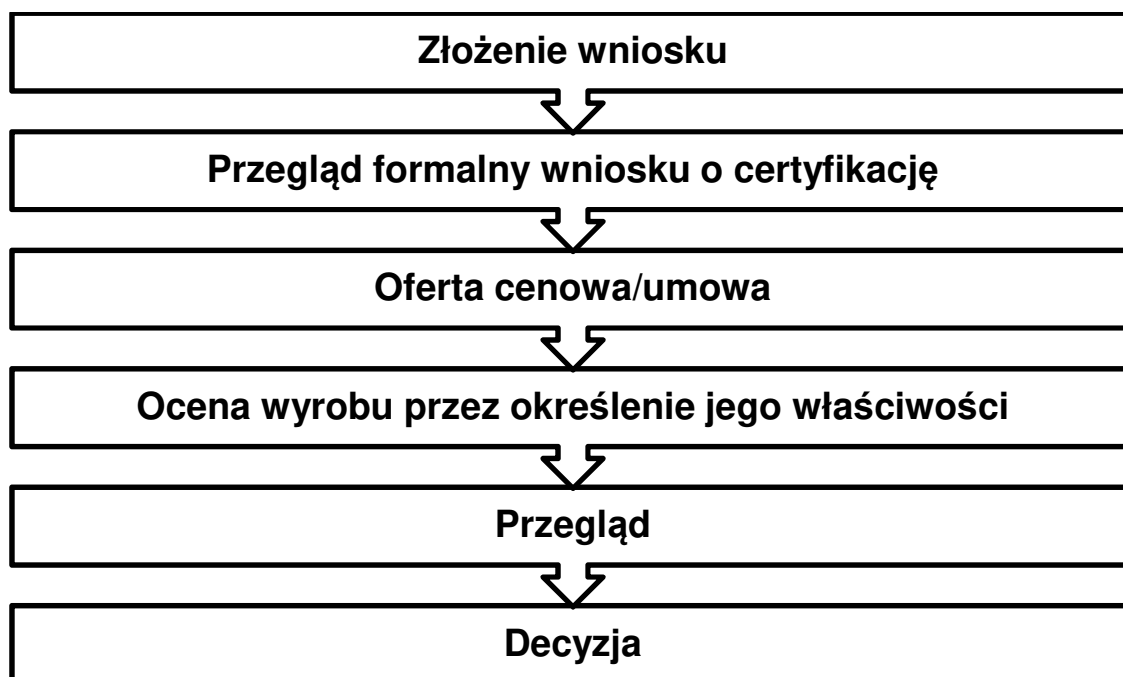 Złożenie wniosku
Przegląd formalny wniosku o certyfikację
Oferta cenowa/umowa
Ocena wyrobu przez określenie jego właściwości
Przegląd
Decyzja